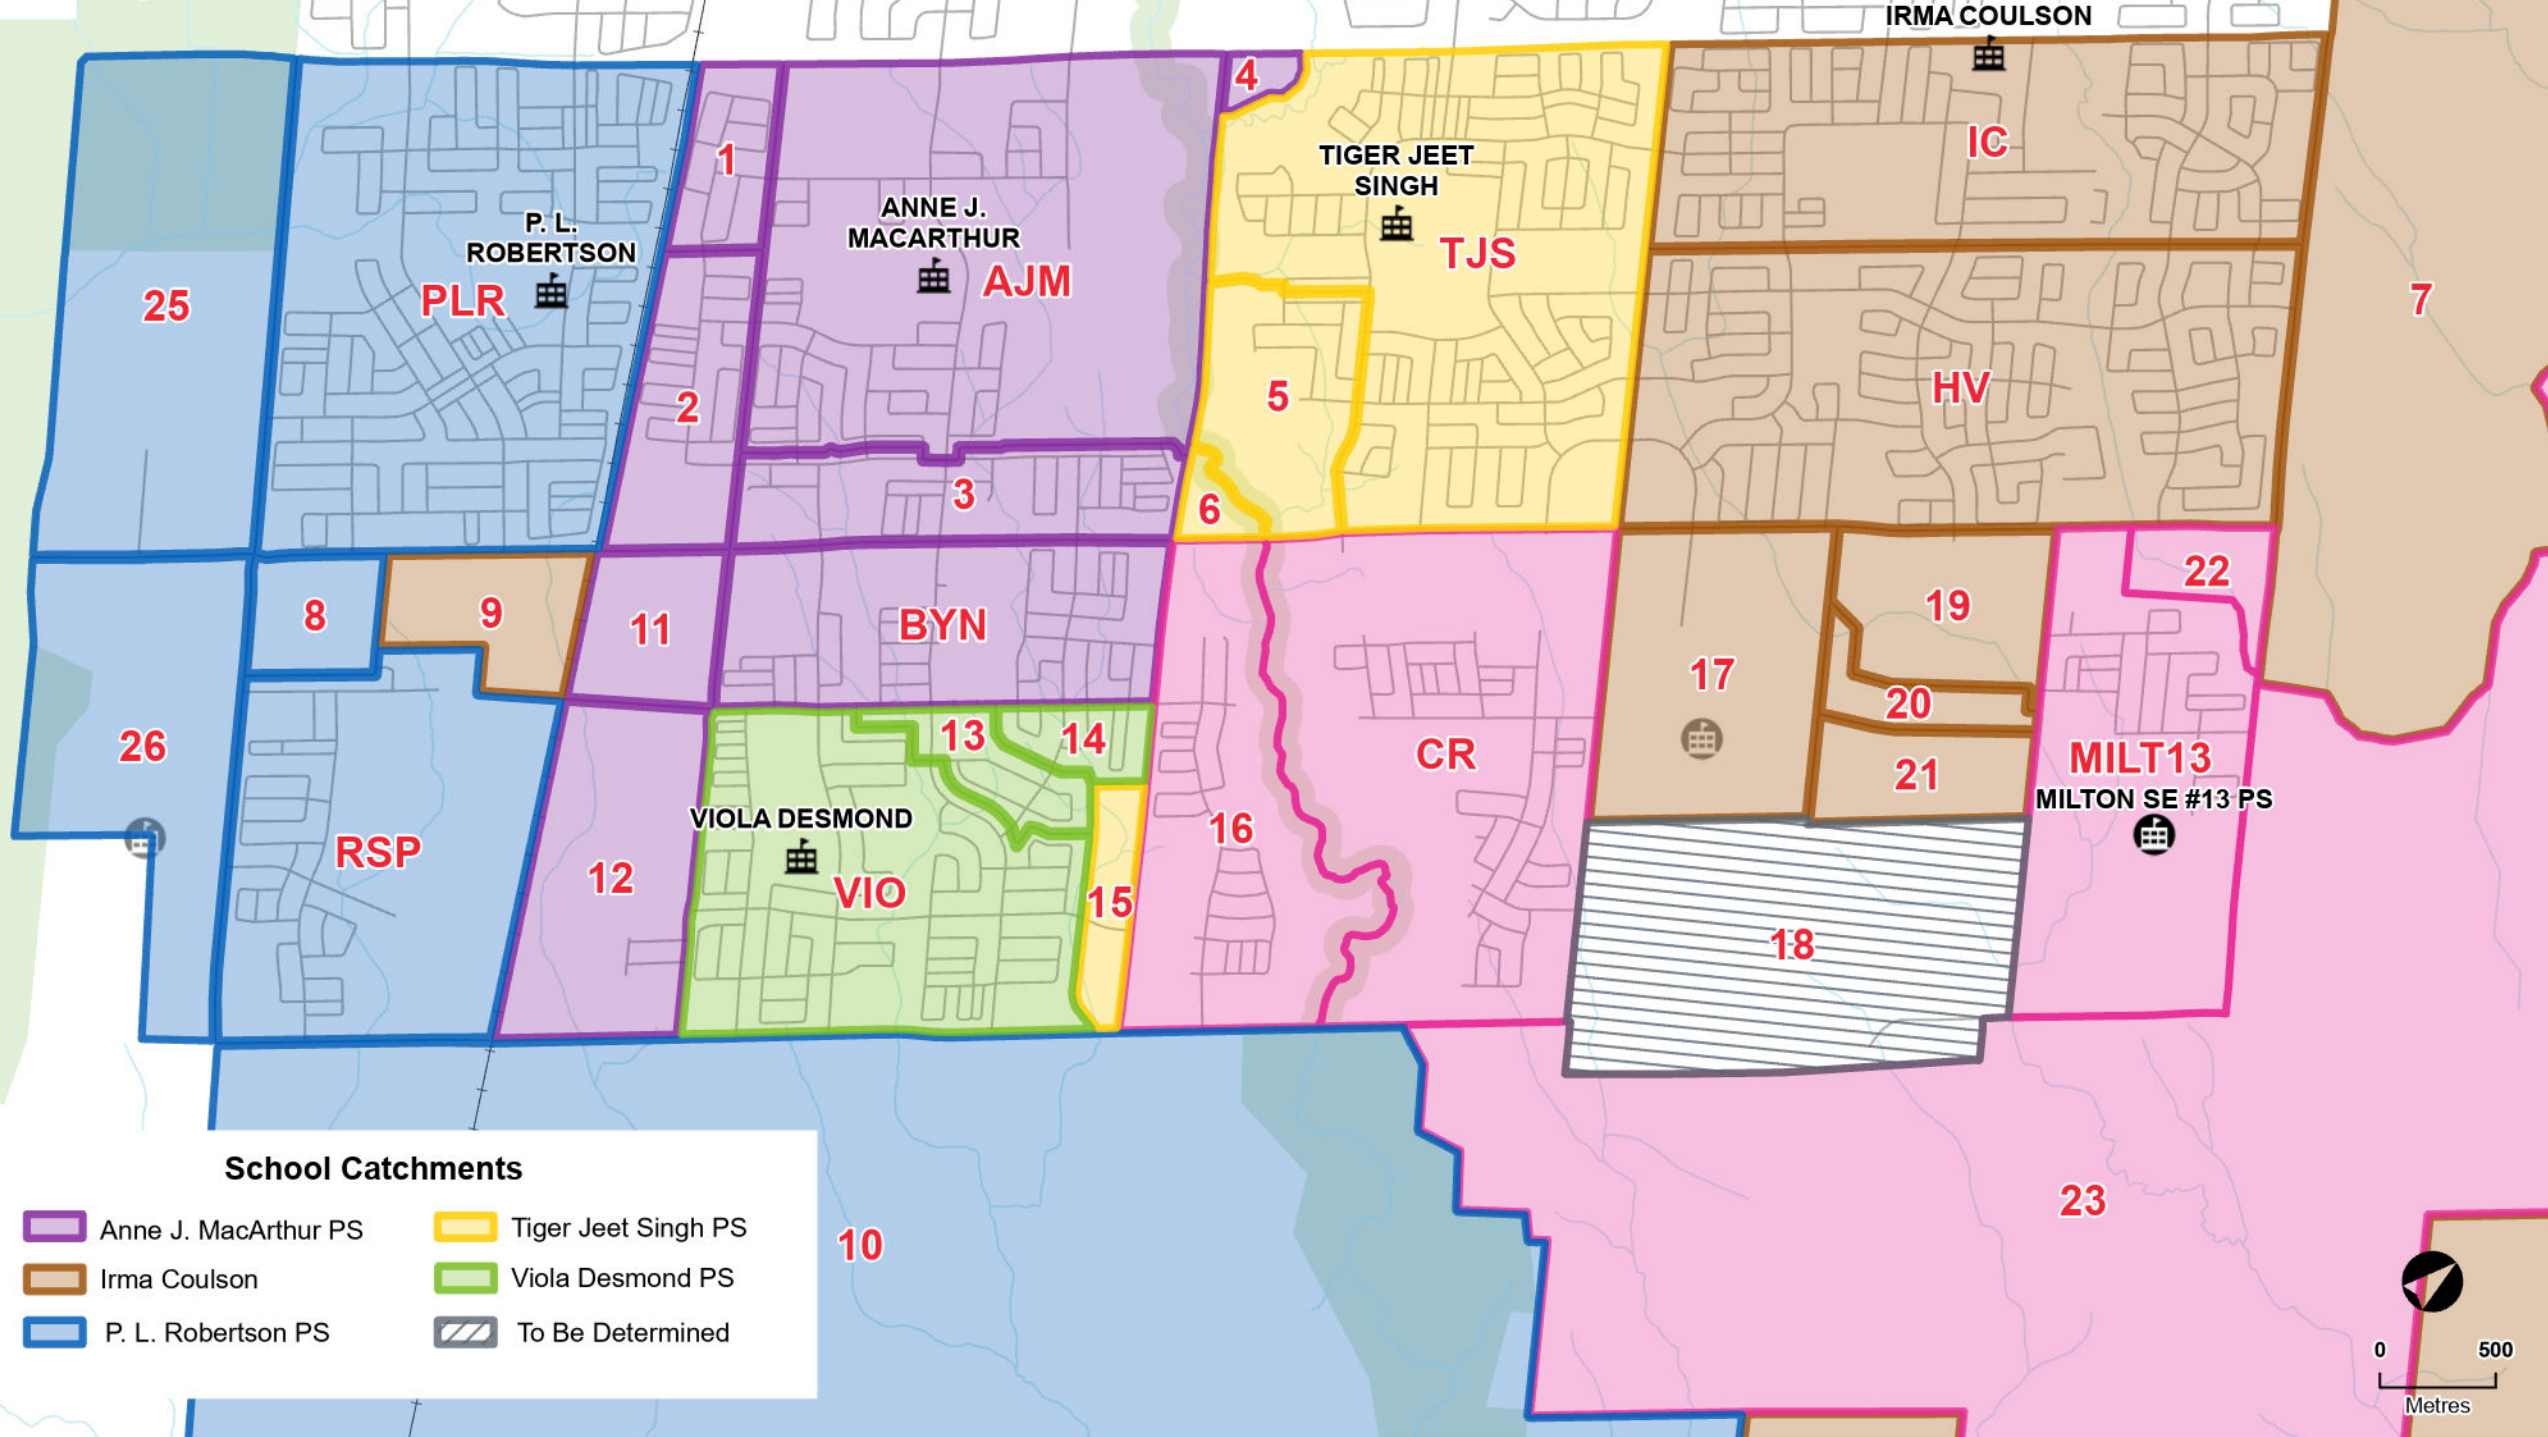 IRMA COULSON
4
IC
1
TIGER JEET
SINGH
ANNE J.
MACARTHUR
P. L.
ROBERTSON
TJS
AJM
PLR
25
7
HV
5
2
3
6
22
19
8
9
11
BYN
17
20
13
14
26
CR
MILT13
21
MILTON SE #13 PS
VIOLA DESMOND
16
RSP
12
VIO
15
18
23
10
School Catchments
Anne J. MacArthur PS
Tiger Jeet Singh PS
Irma Coulson
Viola Desmond PS
P. L. Robertson PS
To Be Determined
0 500
Metres